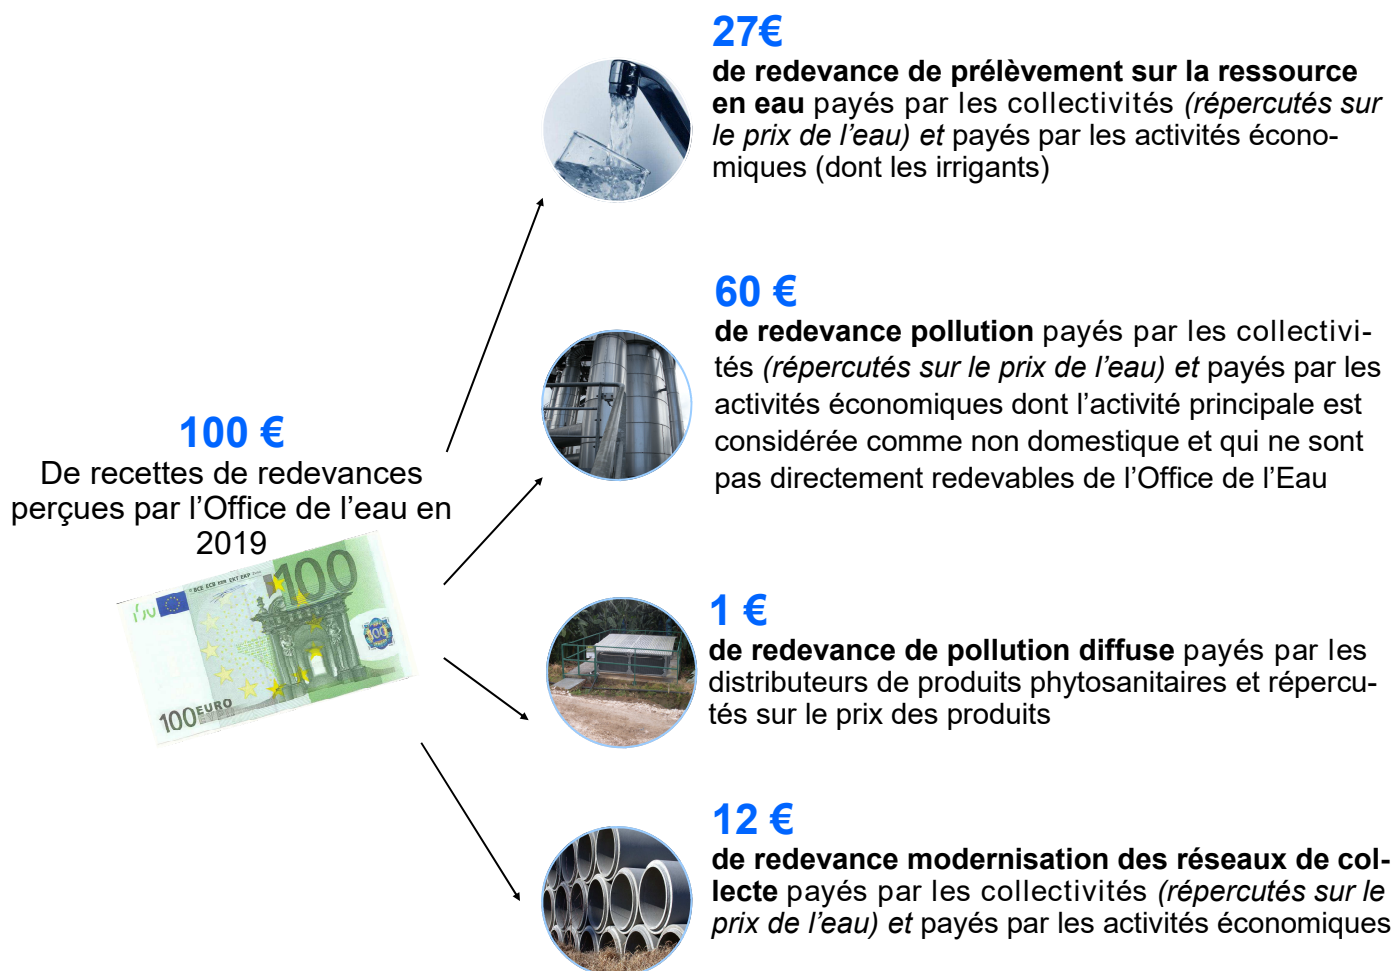 27€
de redevance de prélèvement sur la ressource
en eau payés par les collectivités (répercutés sur
le prix de l’eau) et payés par les activités écono-
miques (dont les irrigants)
60 €
de redevance pollution payés par les collectivi-
tés (répercutés sur le prix de l’eau) et payés par les
activités économiques dont l’activité principale est
considérée comme non domestique et qui ne sont
pas directement redevables de l’Office de l’Eau
100 €
De recettes de redevances
perçues par l’Office de l’eau en
2019
100
100
100 EURO
1 €
de redevance de pollution diffuse payés par les
distributeurs de produits phytosanitaires et répercu-
tés sur le prix des produits
12 €
de redevance modernisation des réseaux de col-
lecte payés par les collectivités (répercutés sur le
prix de l’eau) et payés par les activités économiques